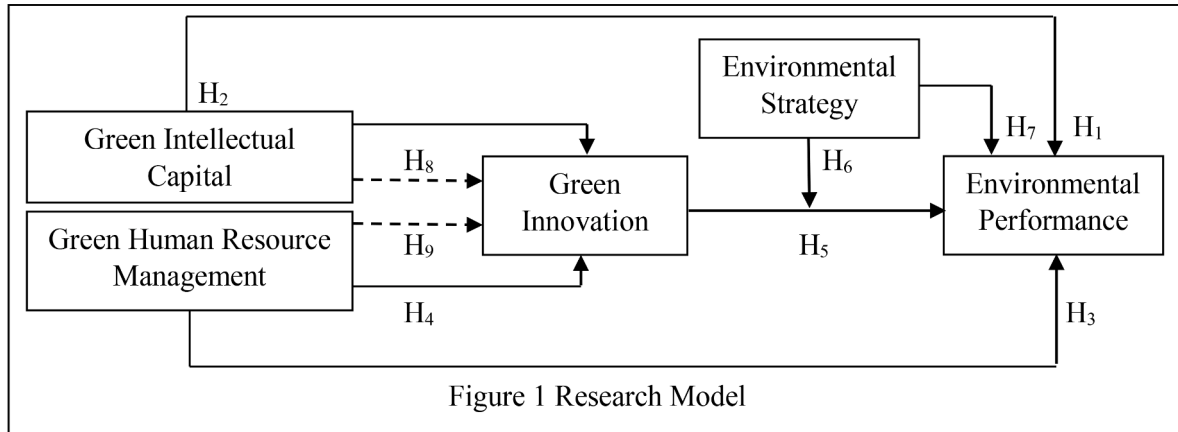 Environmental
Strategy
H₂
Green Intellectual
Capital
H₇
H₁
H₈
H₆
Green
Innovation
Environmental
Performance
Green Human Resource
Management
H₉
H₅
H₄
H₃
Figure 1 Research Model